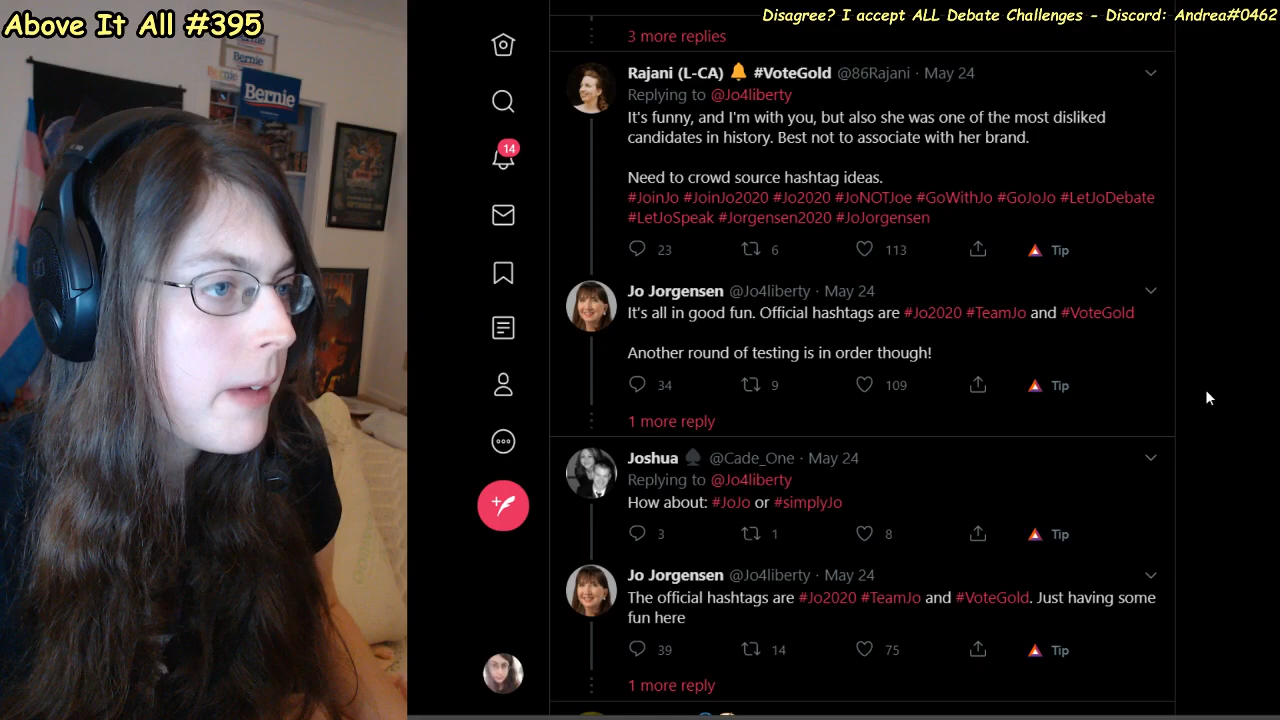 Above It All #395
Disagree? I accept ALL Debate Challenges - Discord: Andrea#0462
Bernie
Bernie
Bernie
14
3 more replies
Rajani (L-CA) 🔔 #VoteGold @86Rajani · May 24
Replying to @Jo4liberty
It's funny, and I'm with you, but also she was one of the most disliked
candidates in history. Best not to associate with her brand.
Need to crowd source hashtag ideas.
#JoinJo #JoinJo2020 #Jo2020 #JoNOTJoe #GoWithJo #GoJoJo #LetJoDebate
#LetJoSpeak #Jorgensen2020 #JoJorgensen
23 6 113 Tip
Jo Jorgensen @Jo4liberty · May 24
It's all in good fun. Official hashtags are #Jo2020 #TeamJo and #VoteGold
Another round of testing is in order though!
34 9 109 Tip
1 more reply
Joshua ♠ @Cade_One · May 24
Replying to @Jo4liberty
How about: #JoJo or #simplyJo
3 1 8 Tip
Jo Jorgensen @Jo4liberty · May 24
The official hashtags are #Jo2020 #TeamJo and #VoteGold. Just having some
fun here
39 14 75 Tip
1 more reply